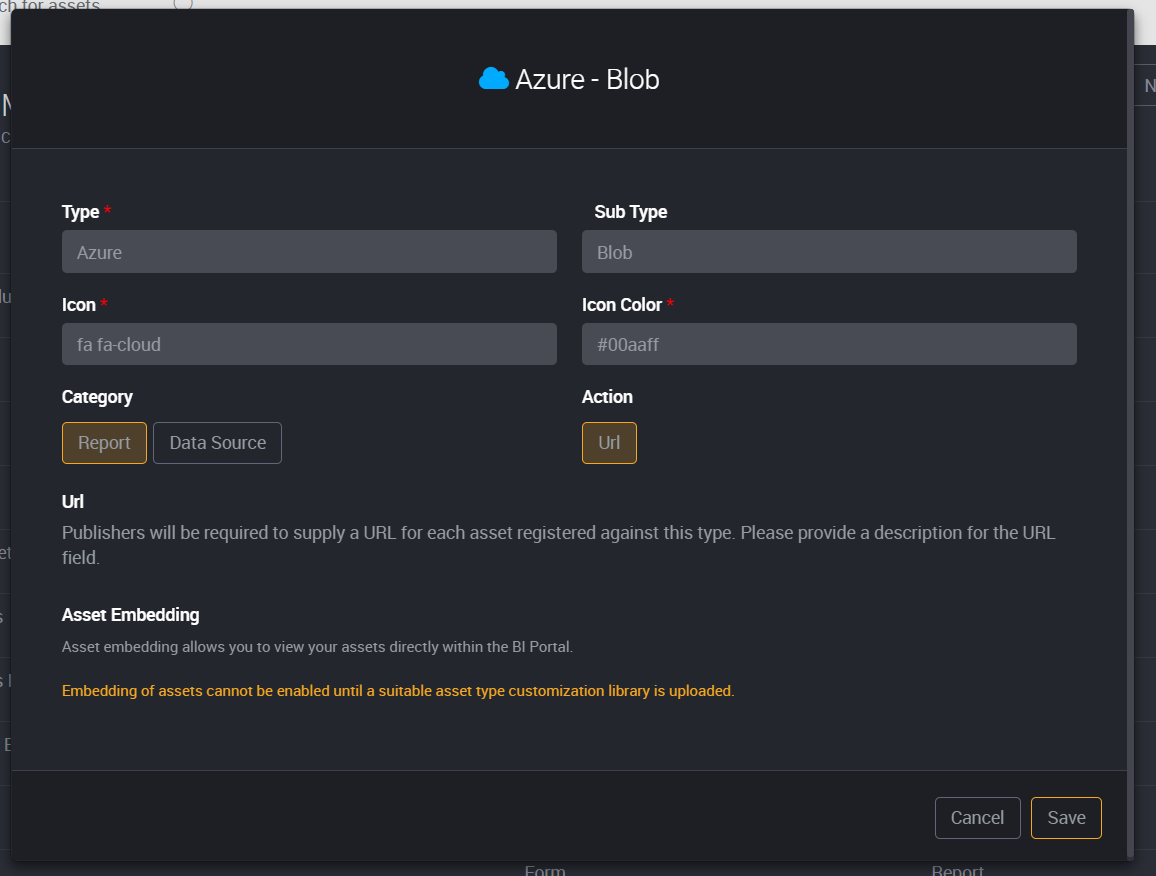 ch for assets
Azure - Blob
Type *
Sub Type
Azure
Blob
Icon *
Icon Color *
fa fa-cloud
#00aaff
Category
Action
Report
Data Source
Url
Url
Publishers will be required to supply a URL for each asset registered against this type. Please provide a description for the URL
field.
Asset Embedding
Asset embedding allows you to view your assets directly within the BI Portal.
Embedding of assets cannot be enabled until a suitable asset type customization library is uploaded.
Cancel
Save
Form
Report